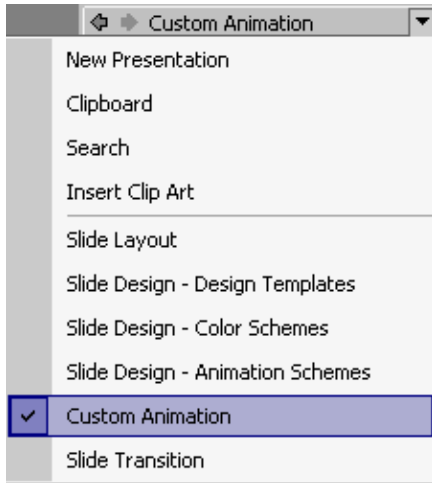 Custom Animation
New Presentation
Clipboard
Search
Insert Clip Art
Slide Layout
Slide Design - Design Templates
Slide Design - Color Schemes
Slide Design - Animation Schemes
Custom Animation
Slide Transition